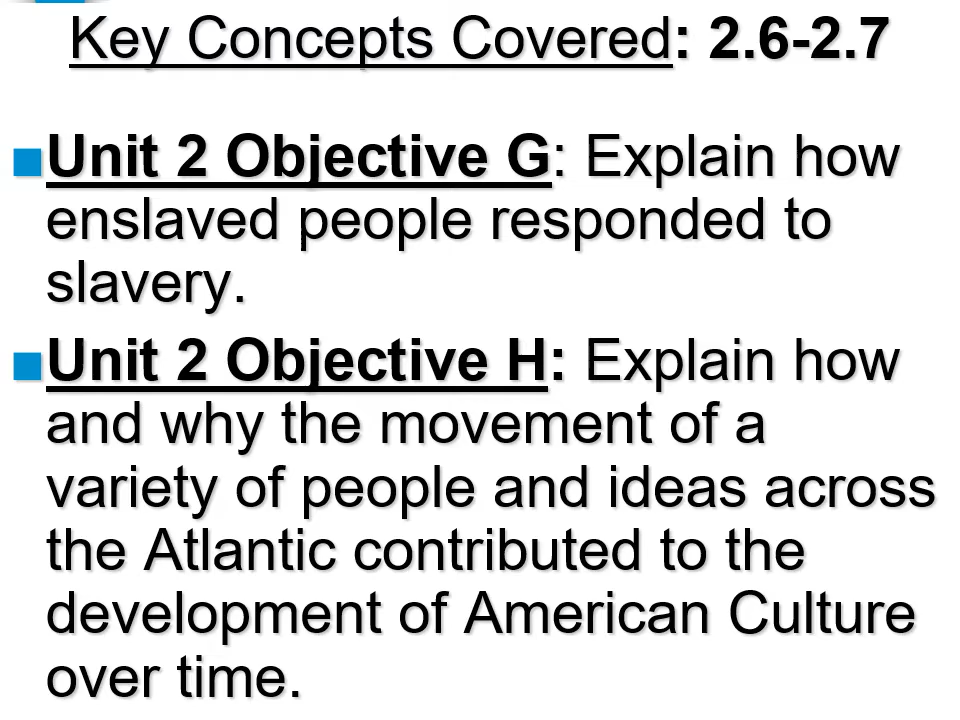 Key Concepts Covered: 2.6-2.7
■Unit 2 Objective G: Explain how
enslaved people responded to
slavery.
■Unit 2 Objective H: Explain how
and why the movement of a
variety of people and ideas across
the Atlantic contributed to the
development of American Culture
over time.